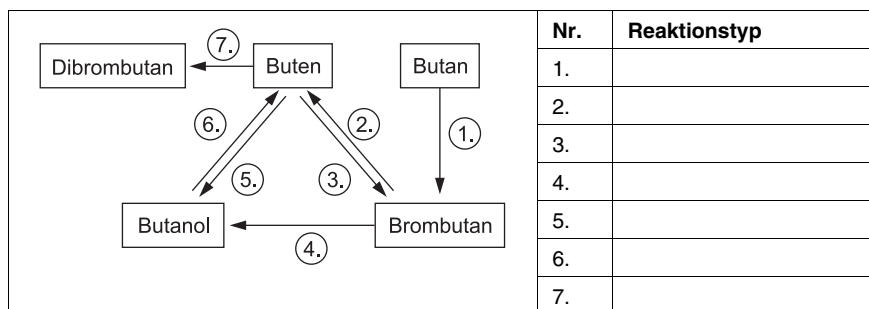 Nr. Reaktionstyp
7.
Dibrombutan Buten Butan
1.
2.
6. 2. 1.
3.
5. 3.
4.
Butanol Brombutan
5.
4.
6.
7.